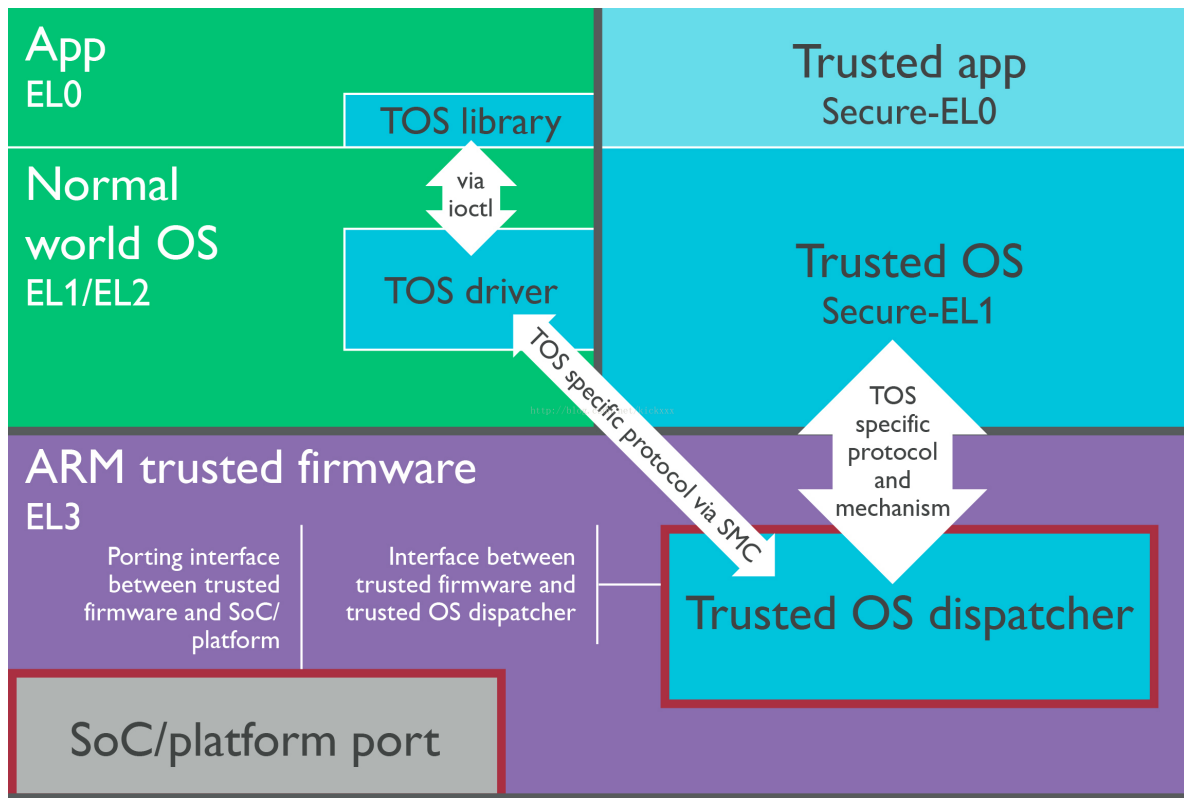 App
EL0
TOS library
Trusted app
Secure-EL0
Normal
world OS
EL1/EL2
via
ioctl
TOS driver
Trusted OS
Secure-EL1
TOS specific protocol via SMC
TOS
specific
protocol
and
mechanism
ARM trusted firmware
EL3
Porting interface
between trusted
firmware and SoC/
platform
Interface between
trusted firmware and
trusted OS dispatcher
Trusted OS dispatcher
SoC/platform port